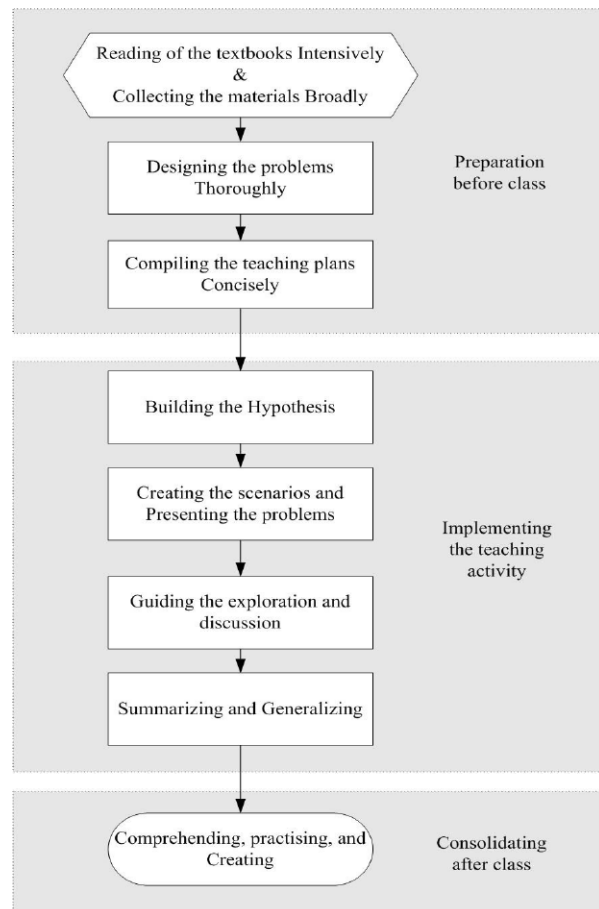 Reading of the textbooks Intensively
&
Collecting the materials Broadly
Designing the problems
Thoroughly
Compiling the teaching plans
Concisely
Preparation
before class
Building the Hypothesis
Creating the scenarios and
Presenting the problems
Guiding the exploration and
discussion
Summarizing and Generalizing
Implementing
the teaching
activity
Comprehending, practising, and
Creating
Consolidating
after class